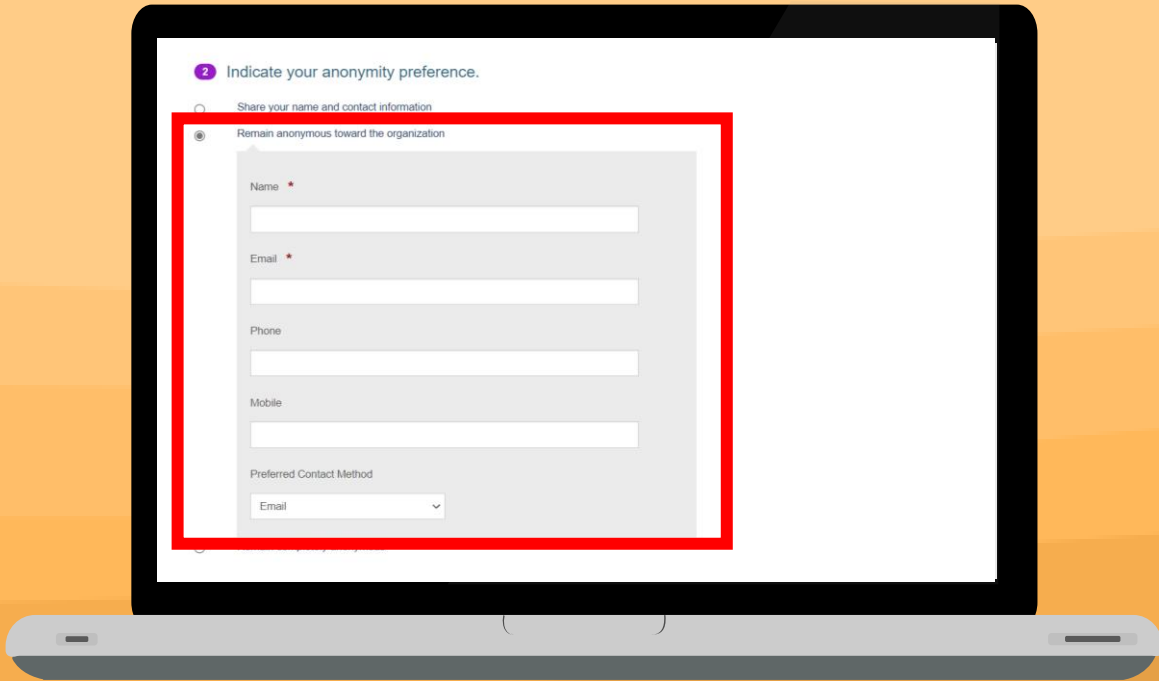 2 Indicate your anonymity preference.
Share your name and contact information
Remain anonymous toward the organization
Name *
Email *
Phone
Mobile
Preferred Contact Method
Email